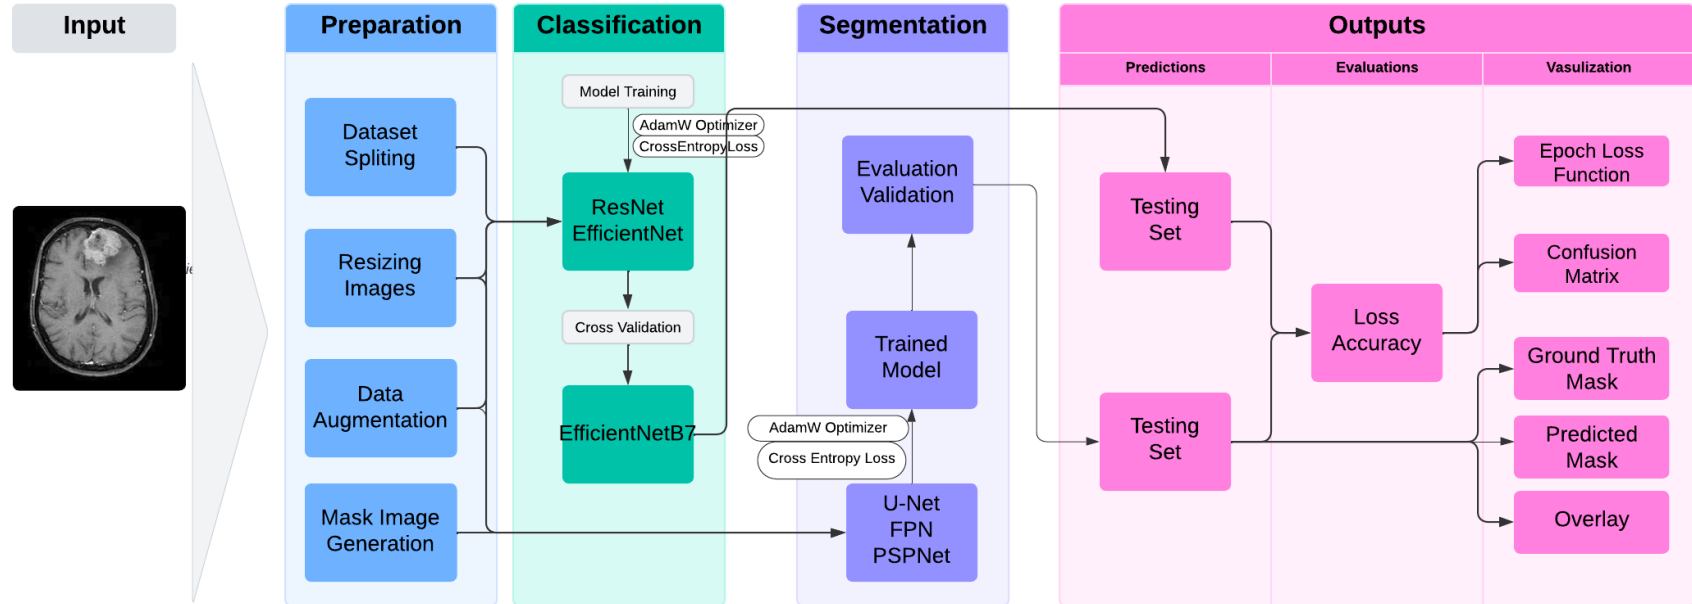 Input
Preparation
Classification
Segmentation
Outputs
Predictions
Evaluations
Vasulization
Dataset
Spliting
Resizing
Images
Data
Augmentation
Mask Image
Generation
Model Training
AdamW Optimizer
CrossEntropyLoss
ResNet
EfficientNet
Cross Validation
EfficientNetB7
Evaluation
Validation
Trained
Model
AdamW Optimizer
Cross Entropy Loss
U-Net
FPN
PSPNet
Testing
Set
Testing
Set
Loss
Accuracy
Epoch Loss
Function
Confusion
Matrix
Ground Truth
Mask
Predicted
Mask
Overlay